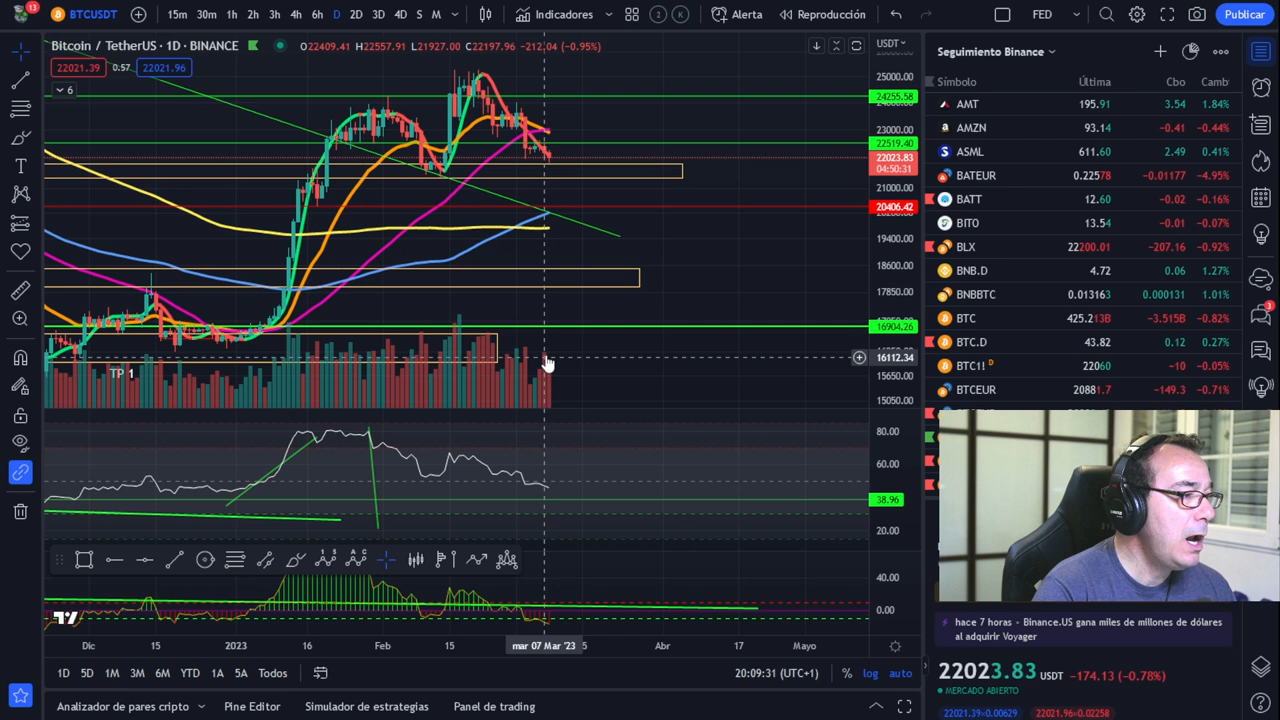 13
BTCUSDT
15m 30m 1h 2h 3h 4h 6h D 2D 3D 4D S M
Indicadores
2 K
Alerta
Reproducción
FED
Publicar
Bitcoin / TetherUS · 1D · BINANCE
O22409.41 H22557.91 L21927.00 C22197.96 −212.04 (−0.95%)
USDT
22021.39 0.57 22021.96
6
25000.00
24255.58
23000.00
22519.40
22023.83
04:50:31
21000.00
20406.42
19400.00
18600.00
17850.00
16904.26
16112.34
15650.00
15050.00
TP 1
80.00
60.00
38.96
20.00
40.00
0.00
Dic 15 2023 16 Feb 15 mar 07 Mar '23 Abr 17 Mayo
1D 5D 1M 3M 6M YTD 1A 5A Todos
20:09:31 (UTC+1)
% log auto
Analizador de pares cripto
Pine Editor
Simulador de estrategias
Panel de trading
Seguimiento Binance
Símbolo Última Cbo Camb
AMT 195.91 3.54 1.84%
AMZN 93.14 −0.41 −0.44%
ASML 611.60 2.49 0.41%
BATEUR 0.22578 −0.01177 −4.95%
BATT 12.60 −0.02 −0.16%
BITO 13.54 −0.01 −0.07%
BLX 22200.01 −207.16 −0.92%
BNB.D 4.72 0.06 1.27%
BNBBTC 0.013163 0.000131 1.01%
BTC 425.213B −3.515B −0.82%
BTC.D 43.82 0.12 0.27%
BTC1! D 22060 −10 −0.05%
BTCEUR 20881.7 −149.3 −0.71%
3
hace 7 horas · Binance.US gana miles de millones de dólares
al adquirir Voyager
22023.83 USDT −174.13 (−0.78%)
MERCADO ABIERTO
22021.39×0.00629 22021.96×0.02258